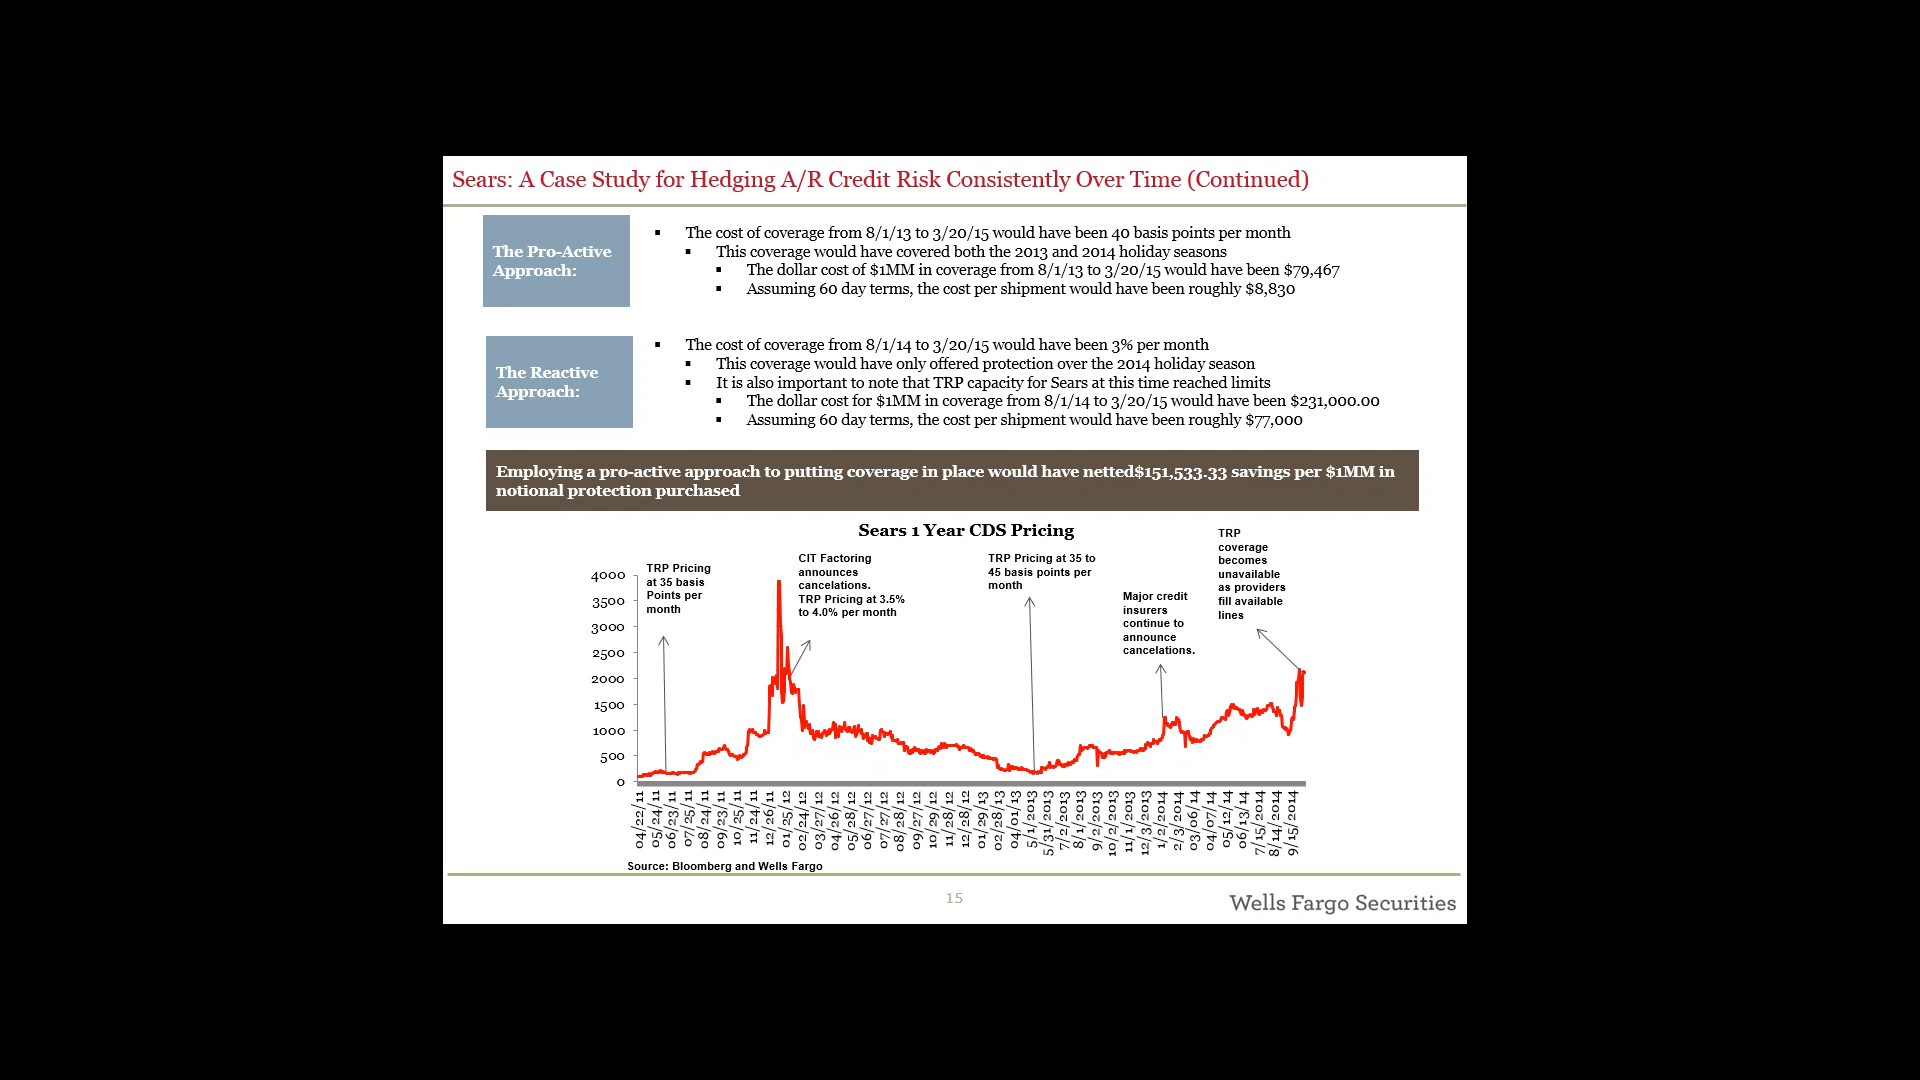 Sears: A Case Study for Hedging A/R Credit Risk Consistently Over Time (Continued)
The Pro-Active
Approach:
▪ The cost of coverage from 8/1/13 to 3/20/15 would have been 40 basis points per month
▪ This coverage would have covered both the 2013 and 2014 holiday seasons
▪ The dollar cost of $1MM in coverage from 8/1/13 to 3/20/15 would have been $79,467
▪ Assuming 60 day terms, the cost per shipment would have been roughly $8,830
The Reactive
Approach:
▪ The cost of coverage from 8/1/14 to 3/20/15 would have been 3% per month
▪ This coverage would have only offered protection over the 2014 holiday season
▪ It is also important to note that TRP capacity for Sears at this time reached limits
▪ The dollar cost for $1MM in coverage from 8/1/14 to 3/20/15 would have been $231,000.00
▪ Assuming 60 day terms, the cost per shipment would have been roughly $77,000
Employing a pro-active approach to putting coverage in place would have netted$151,533.33 savings per $1MM in
notional protection purchased
Sears 1 Year CDS Pricing
TRP Pricing
at 35 basis
Points per
month
CIT Factoring
announces
cancelations.
TRP Pricing at 3.5%
to 4.0% per month
TRP Pricing at 35 to
45 basis points per
month
Major credit
insurers
continue to
announce
cancelations.
TRP
coverage
becomes
unavailable
as providers
fill available
lines
4000
3500
3000
2500
2000
1500
1000
500
0
04/22/11
05/24/11
06/23/11
07/25/11
08/24/11
09/23/11
10/25/11
11/24/11
12/26/11
01/25/12
02/24/12
03/27/12
04/26/12
05/28/12
06/27/12
07/27/12
08/28/12
09/27/12
10/29/12
11/28/12
12/28/12
01/29/13
02/28/13
04/01/13
5/1/2013
5/31/2013
7/2/2013
8/1/2013
9/2/2013
10/2/2013
11/1/2013
12/3/2013
1/2/2014
2/3/2014
03/06/14
04/07/14
05/12/14
06/13/14
7/15/2014
8/14/2014
9/15/2014
Source: Bloomberg and Wells Fargo
15
Wells Fargo Securities